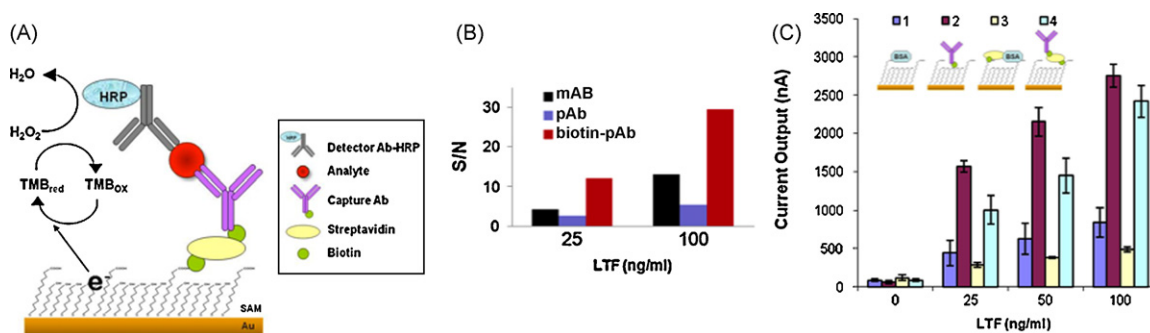 (A)
H2O
H2O2
HRP
TMBred
TMBox
e-
SAM
Au
HRP
Detector Ab-HRP
Analyte
Capture Ab
Streptavidin
Biotin
(B)
S/N
30
20
10
0
mAB
pAb
biotin-pAb
25
100
LTF (ng/ml)
(C)
Current Output (nA)
3500
3000
2500
2000
1500
1000
500
0
1
2
3
4
BSA
BSA
0
25
50
100
LTF (ng/ml)